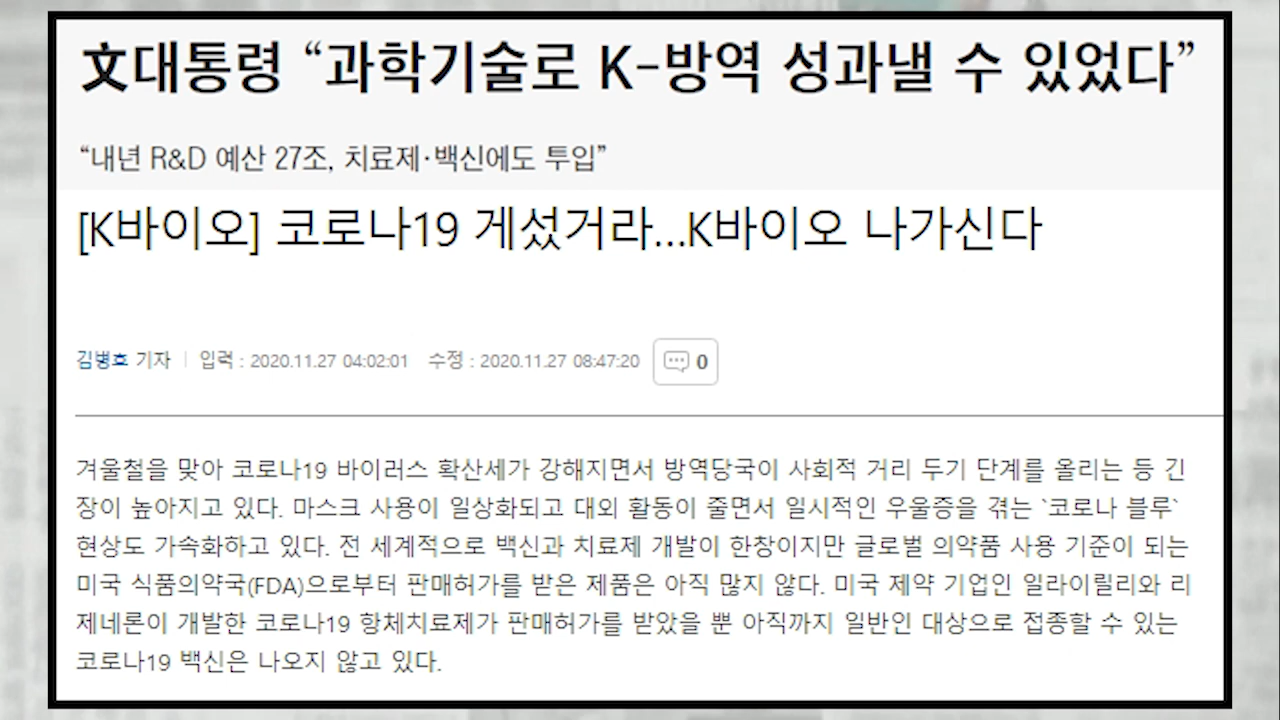 文대통령 “과학기술로 K-방역 성과낼 수 있었다”
“내년 R&D 예산 27조, 치료제·백신에도 투입”
[K바이오] 코로나19 게섰거라...K바이오 나가신다
김병호 기자 | 입력 : 2020.11.27 04:02:01 수정 : 2020.11.27 08:47:20 0
겨울철을 맞아 코로나19 바이러스 확산세가 강해지면서 방역당국이 사회적 거리 두기 단계를 올리는 등 긴
장이 높아지고 있다. 마스크 사용이 일상화되고 대외 활동이 줄면서 일시적인 우울증을 겪는 `코로나 블루`
현상도 가속화하고 있다. 전 세계적으로 백신과 치료제 개발이 한창이지만 글로벌 의약품 사용 기준이 되는
미국 식품의약국(FDA)으로부터 판매허가를 받은 제품은 아직 많지 않다. 미국 제약 기업인 일라이릴리와 리
제네론이 개발한 코로나19 항체치료제가 판매허가를 받았을 뿐 아직까지 일반인 대상으로 접종할 수 있는
코로나19 백신은 나오지 않고 있다.